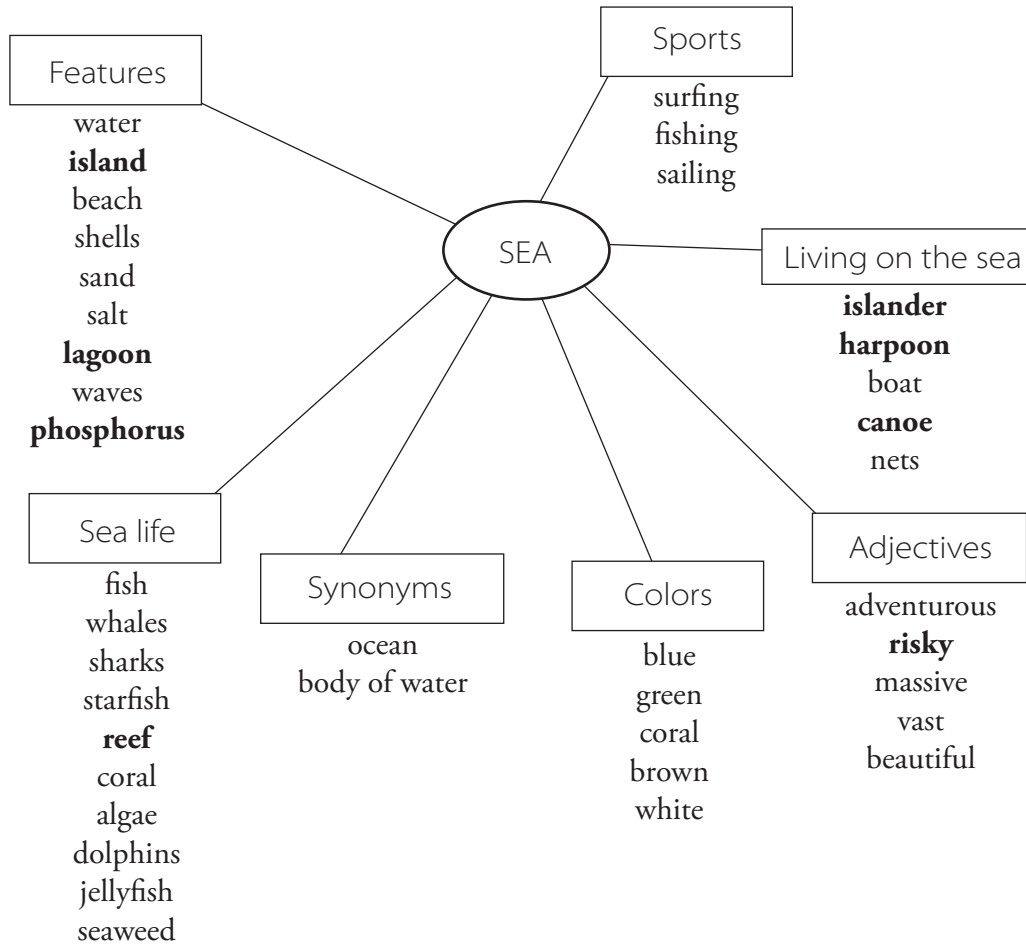 Features
water
island
beach
shells
sand
salt
lagoon
waves
phosphorus
Sports
surfing
fishing
sailing
SEA
Living on the sea
islander
harpoon
boat
canoe
nets
Sea life
fish
whales
sharks
starfish
reef
coral
algae
dolphins
jellyfish
seaweed
Synonyms
ocean
body of water
Colors
blue
green
coral
brown
white
Adjectives
adventurous
risky
massive
vast
beautiful